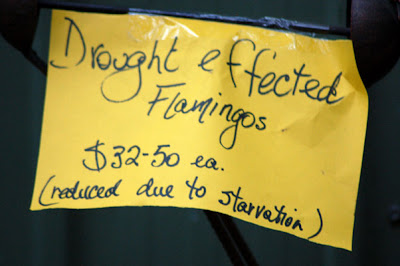 Drought effected
Flamingos
$32-50 ea.
(reduced due to starvation)